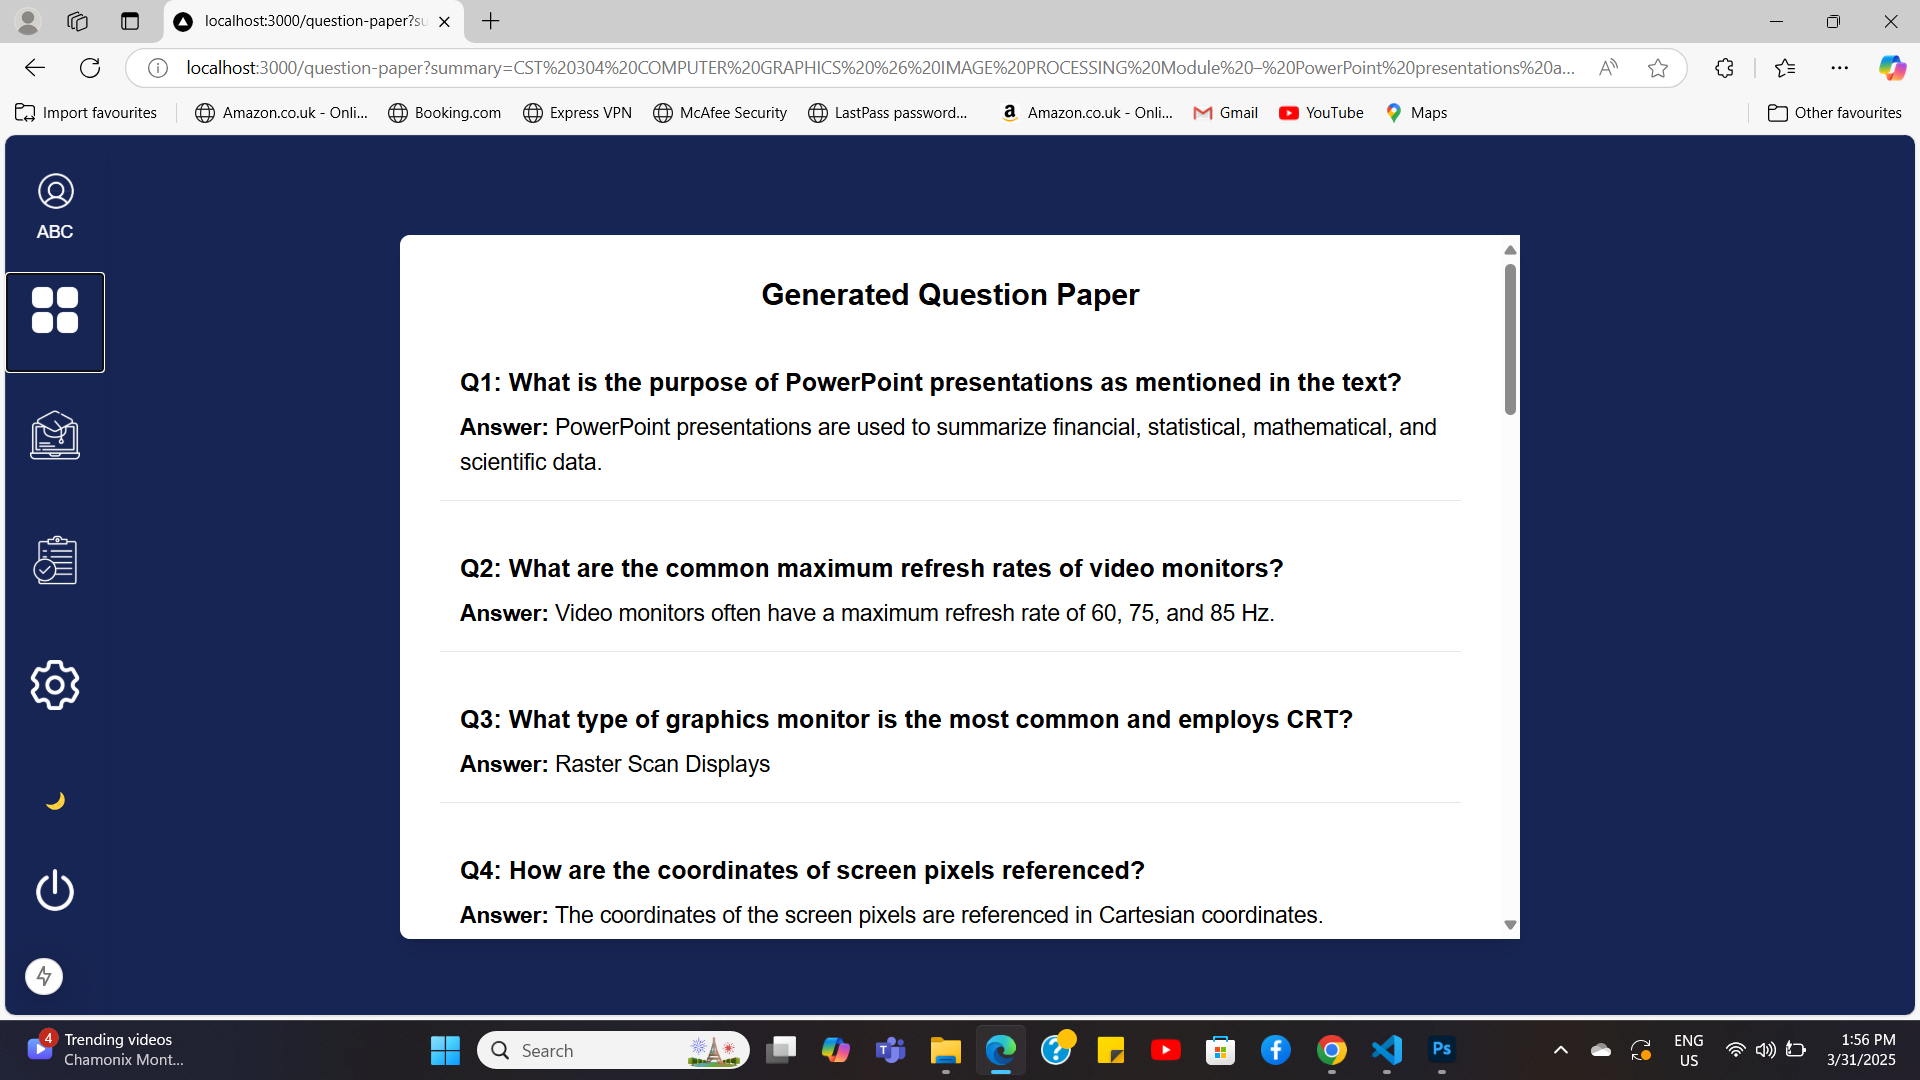 localhost:3000/question-paper?su
localhost:3000/question-paper?summary=CST%20304%20COMPUTER%20GRAPHICS%20%26%20IMAGE%20PROCESSING%20Module%20–%20PowerPoint%20presentations%20a...
Import favourites
Amazon.co.uk - Onli...
Booking.com
Express VPN
McAfee Security
LastPass password...
Amazon.co.uk - Onli...
Gmail
YouTube
Maps
Other favourites
ABC
Generated Question Paper
Q1: What is the purpose of PowerPoint presentations as mentioned in the text?
Answer: PowerPoint presentations are used to summarize financial, statistical, mathematical, and
scientific data.
Q2: What are the common maximum refresh rates of video monitors?
Answer: Video monitors often have a maximum refresh rate of 60, 75, and 85 Hz.
Q3: What type of graphics monitor is the most common and employs CRT?
Answer: Raster Scan Displays
Q4: How are the coordinates of screen pixels referenced?
Answer: The coordinates of the screen pixels are referenced in Cartesian coordinates.
4
Trending videos
Chamonix Mont...
Search
Ps
ENG
US
1:56 PM
3/31/2025